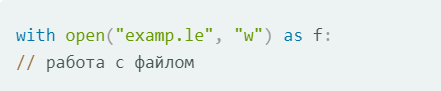 with open("examp.le", "w") as f:
// работа с файлом